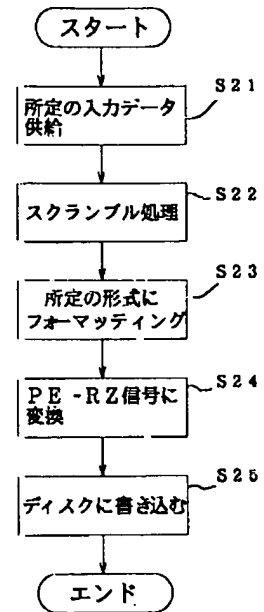 スタート
S21
所定の入力データ
供給
S22
スクランブル処理
S23
所定の形式に
フォーマッティング
S24
PE-RZ信号に
変換
S25
ディスクに書き込む
エンド